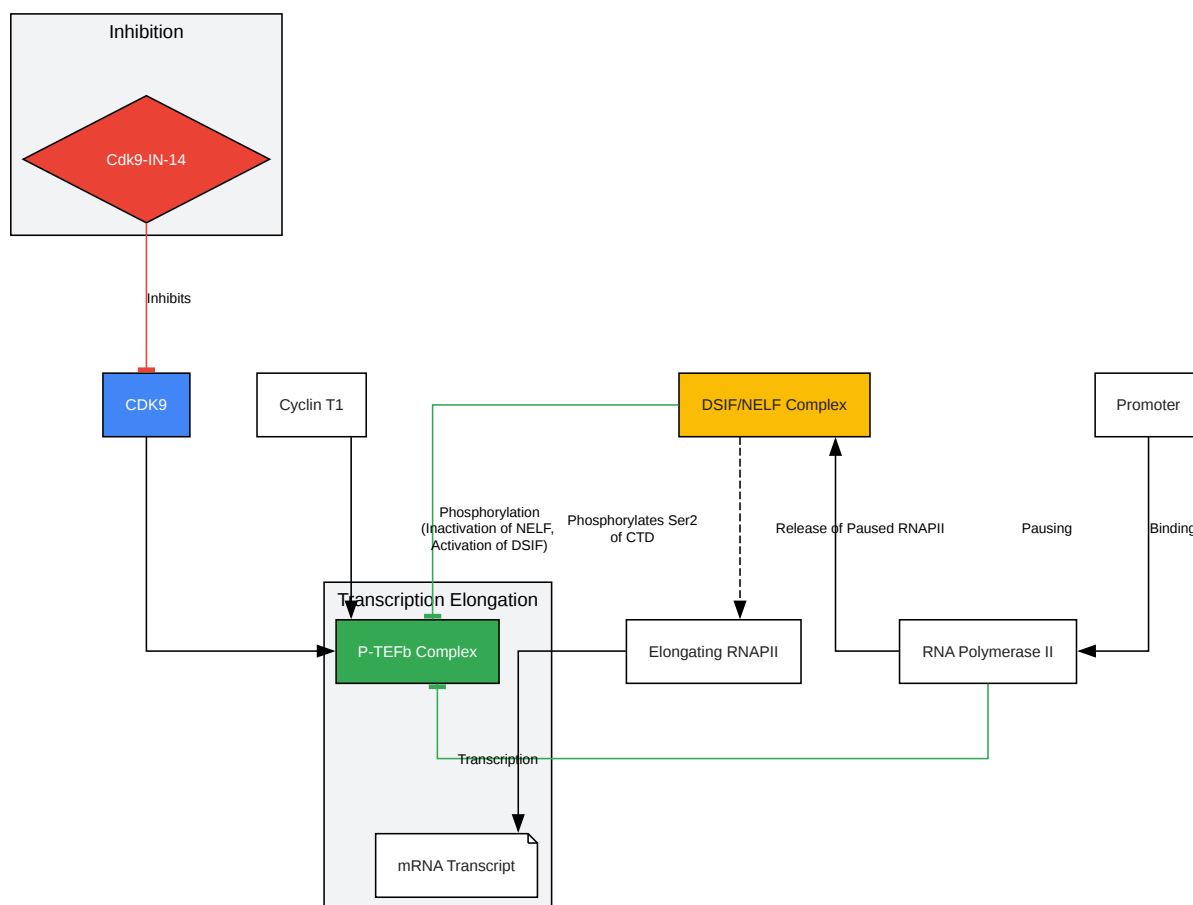 Inhibition
Cdk9-IN-14
Inhibits
CDK9
Cyclin T1
DSIF/NELF Complex
Promoter
Phosphorylation
(Inactivation of NELF,
Activation of DSIF)
Phosphorylates Ser2
of CTD
Release of Paused RNAPII
Pausing
Binding
Transcription Elongation
P-TEFb Complex
Elongating RNAPII
RNA Polymerase II
Transcription
mRNA Transcript